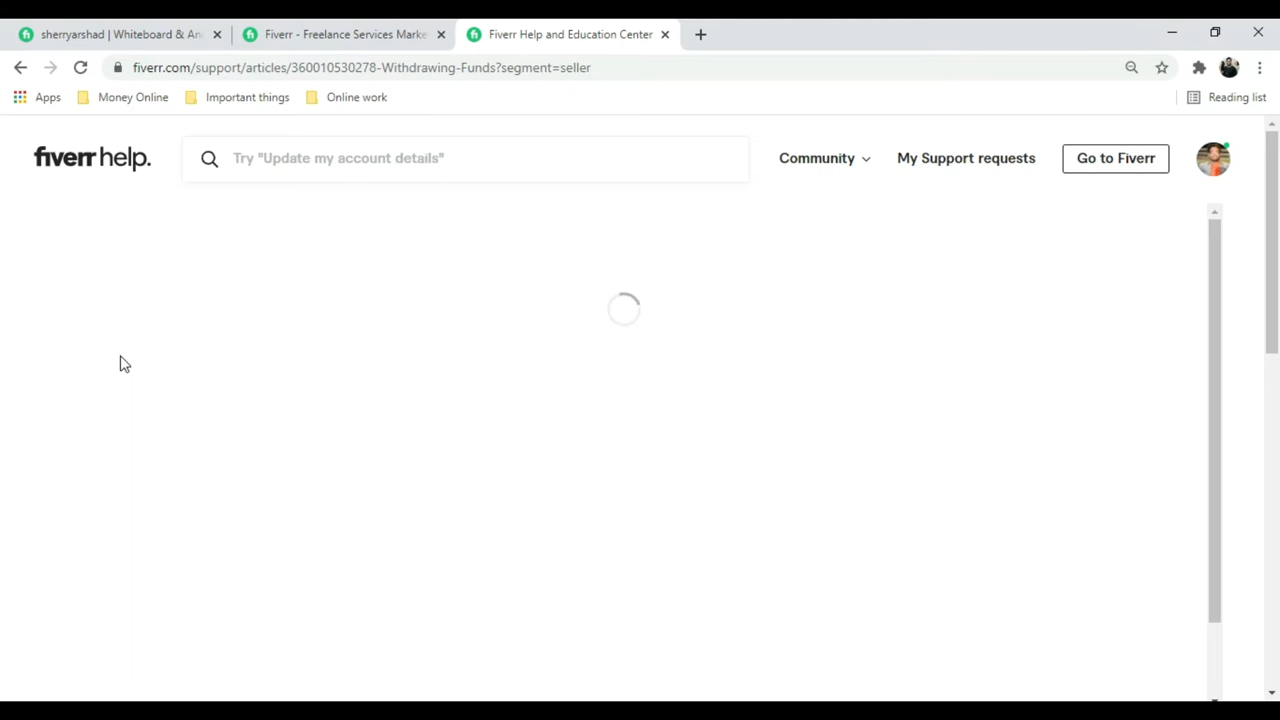 sherryarshad | Whiteboard & An
Fiverr - Freelance Services Marke
Fiverr Help and Education Center
fiverr.com/support/articles/360010530278-Withdrawing-Funds?segment=seller
Apps
Money Online
Important things
Online work
Reading list
fiverr help.
Try "Update my account details"
Community
My Support requests
Go to Fiverr